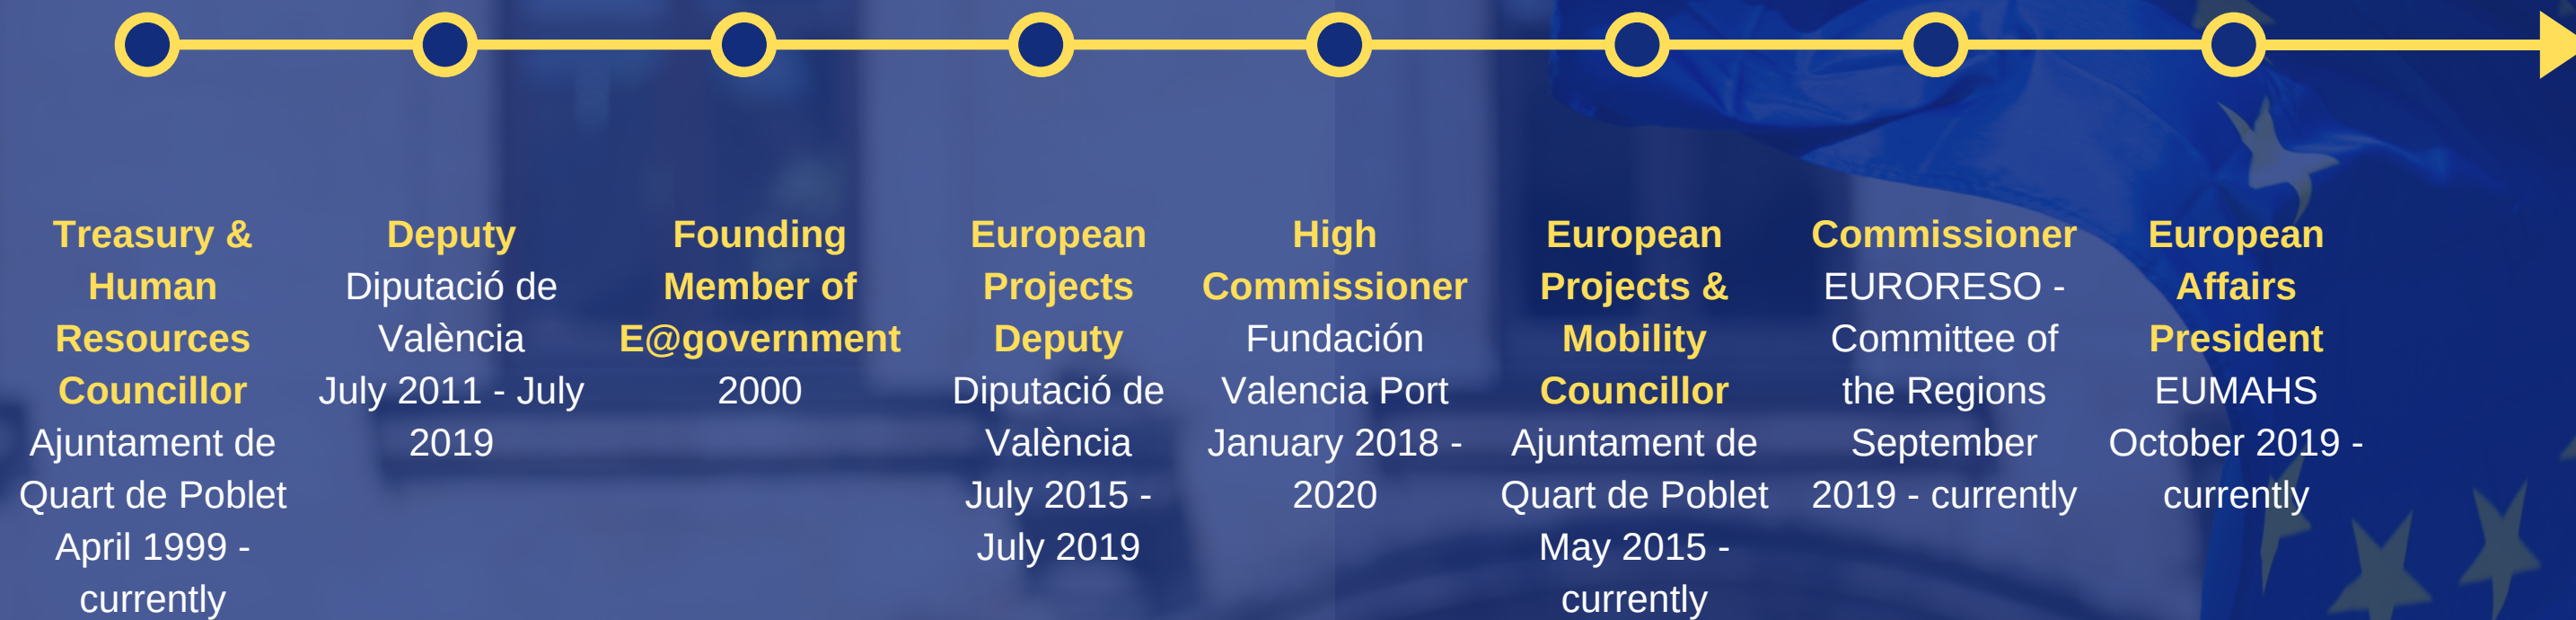 Treasury &
Human
Resources
Councillor
Ajuntament de
Quart de Poblet
April 1999 -
currently
Deputy
Diputació de
València
July 2011 - July
2019
Founding
Member of
E@government
2000
European
Projects
Deputy
Diputació de
València
July 2015 -
July 2019
High
Commissioner
Fundación
Valencia Port
January 2018 -
2020
European
Projects &
Mobility
Councillor
Ajuntament de
Quart de Poblet
May 2015 -
currently
Commissioner
EURORESO -
Committee of
the Regions
September
2019 - currently
European
Affairs
President
EUMAHS
October 2019 -
currently